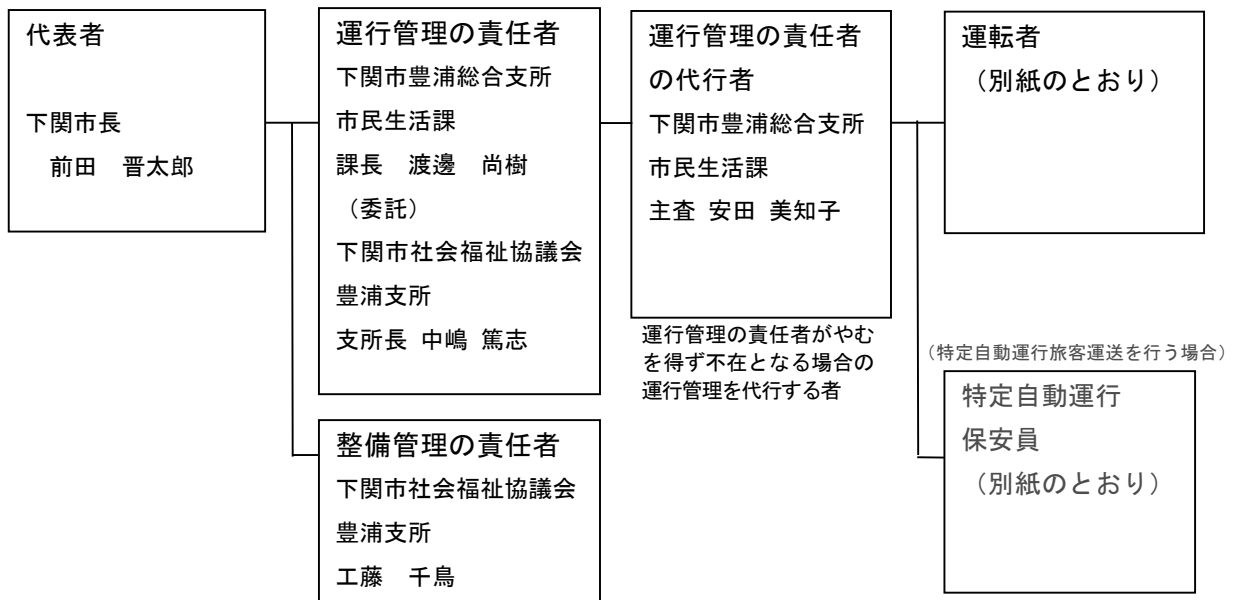 代表者
下関市長
前田 晋太郎
運行管理の責任者
下関市豊浦総合支所
市民生活課
課長 渡邊 尚樹
（委託）
下関市社会福祉協議会
豊浦支所
支所長 中嶋 篤志
整備管理の責任者
下関市社会福祉協議会
豊浦支所
工藤 千鳥
運行管理の責任者
の代行者
下関市豊浦総合支所
市民生活課
主査 安田 美知子
運行管理の責任者がやむ
を得ず不在となる場合の
運行管理を代行する者
運転者
（別紙のとおり）
（特定自動運行旅客運送を行う場合）
特定自動運行
保安員
（別紙のとおり）